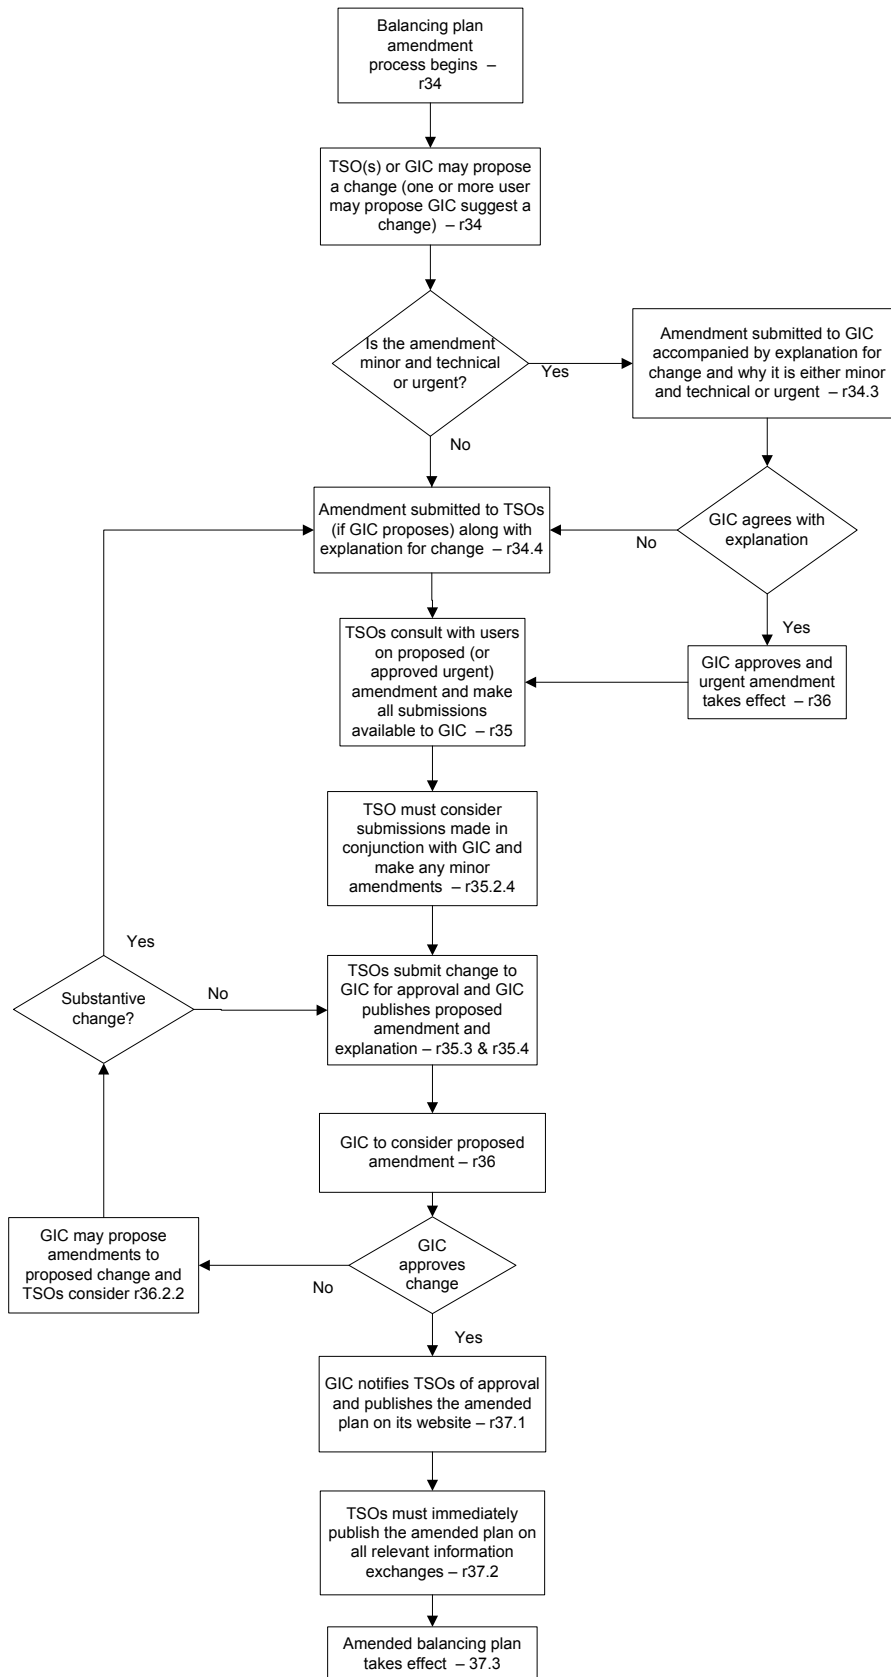 Balancing plan
amendment
process begins –
r34
TSO(s) or GIC may propose
a change (one or more user
may propose GIC suggest a
change) – r34
Is the amendment
minor and technical
or urgent?
Yes
No
Amendment submitted to GIC
accompanied by explanation for
change and why it is either minor
and technical or urgent – r34.3
GIC agrees with
explanation
No
Yes
Amendment submitted to TSOs
(if GIC proposes) along with
explanation for change – r34.4
GIC approves and
urgent amendment
takes effect – r36
TSOs consult with users
on proposed (or
approved urgent)
amendment and make
all submissions
available to GIC – r35
TSO must consider
submissions made in
conjunction with GIC and
make any minor
amendments – r35.2.4
Yes
Substantive
change?
No
TSOs submit change to
GIC for approval and GIC
publishes proposed
amendment and
explanation – r35.3 & r35.4
GIC to consider proposed
amendment – r36
GIC may propose
amendments to
proposed change and
TSOs consider r36.2.2
GIC
approves
change
No
Yes
GIC notifies TSOs of approval
and publishes the amended
plan on its website – r37.1
TSOs must immediately
publish the amended plan on
all relevant information
exchanges – r37.2
Amended balancing plan
takes effect – 37.3